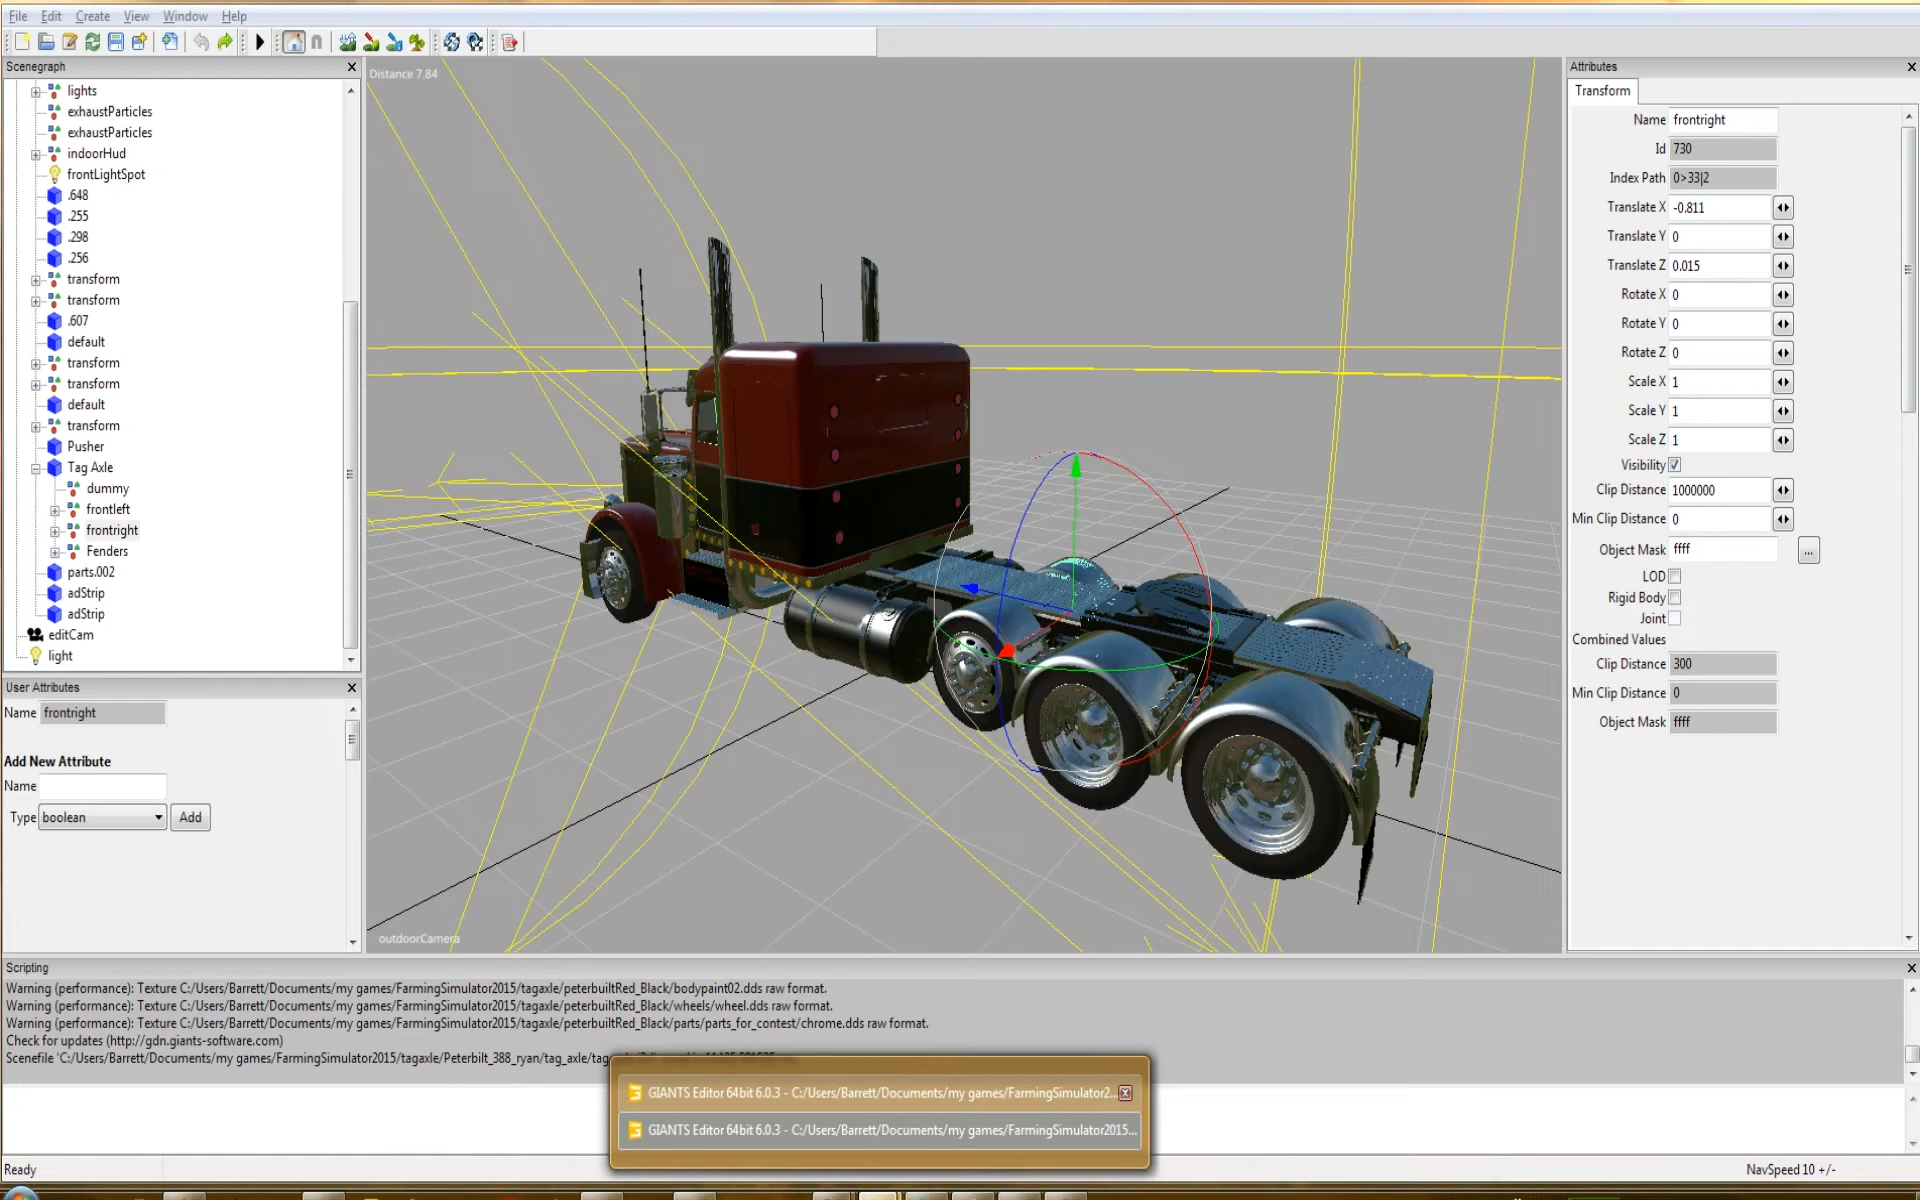 File Edit Create View Window Help
Scenegraph
lights
exhaustParticles
exhaustParticles
indoorHud
frontLightSpot
.648
.255
.298
.256
transform
transform
.607
default
transform
transform
default
transform
Pusher
Tag Axle
dummy
frontleft
frontright
Fenders
parts.002
adStrip
adStrip
editCam
light
User Attributes
Name frontright
Add New Attribute
Name
Type boolean Add
Distance 7.84
outdoorCamera
Attributes
Transform
Name frontright
Id 730
Index Path 0>33|2
Translate X -0.811
Translate Y 0
Translate Z 0.015
Rotate X 0
Rotate Y 0
Rotate Z 0
Scale X 1
Scale Y 1
Scale Z 1
Visibility
Clip Distance 1000000
Min Clip Distance 0
Object Mask ffff ...
LOD
Rigid Body
Joint
Combined Values
Clip Distance 300
Min Clip Distance 0
Object Mask ffff
Scripting
Warning (performance): Texture C:/Users/Barrett/Documents/my games/FarmingSimulator2015/tagaxle/peterbuiltRed_Black/bodypaint02.dds raw format.
Warning (performance): Texture C:/Users/Barrett/Documents/my games/FarmingSimulator2015/tagaxle/peterbuiltRed_Black/wheels/wheel.dds raw format.
Warning (performance): Texture C:/Users/Barrett/Documents/my games/FarmingSimulator2015/tagaxle/peterbuiltRed_Black/parts/parts_for_contest/chrome.dds raw format.
Check for updates (http://gdn.giants-software.com)
Scenefile 'C:/Users/Barrett/Documents/my games/FarmingSimulator2015/tagaxle/Peterbilt_388_ryan/tag_axle/tag
GIANTS Editor 64bit 6.0.3 - C:/Users/Barrett/Documents/my games/FarmingSimulator2...
GIANTS Editor 64bit 6.0.3 - C:/Users/Barrett/Documents/my games/FarmingSimulator2015...
Ready
NavSpeed 10 +/-